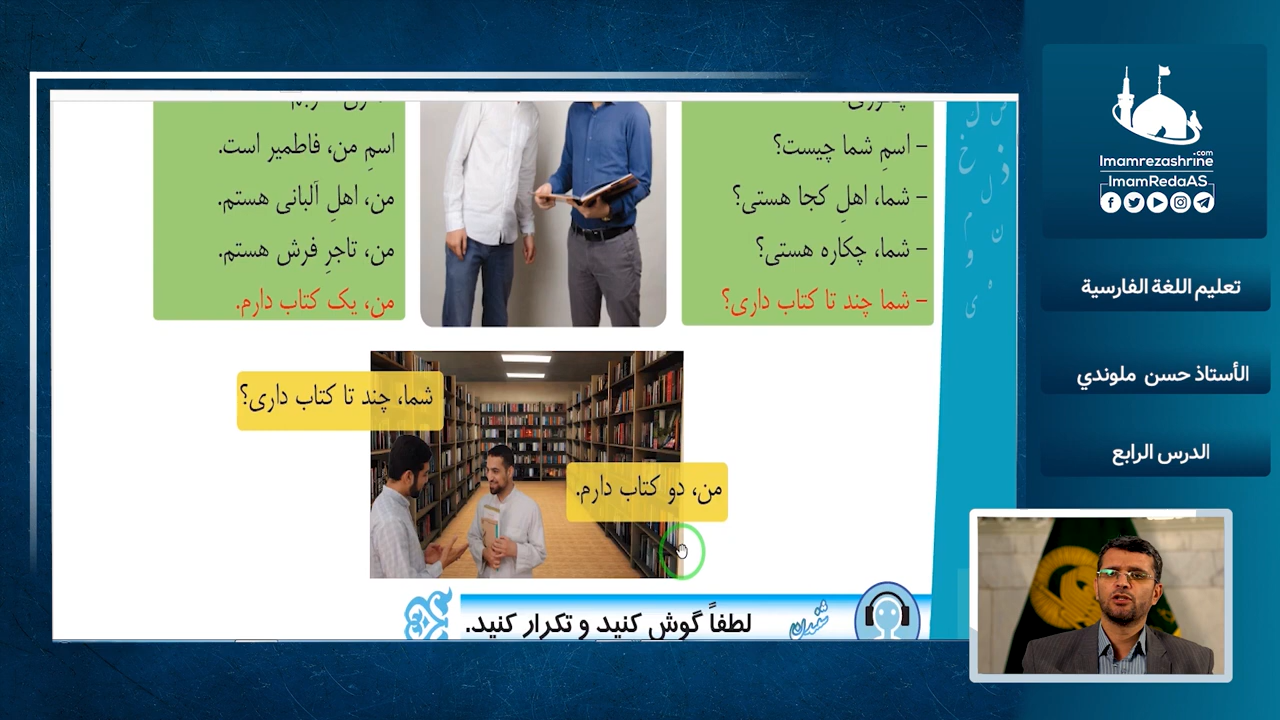 – اسمِ شما چیست؟
– شما، اهلِ کجا هستی؟
– شما، چکاره هستی؟
– شما چند تا کتاب داری؟
اسمِ من، فاطمیر است.
من، اهلِ آلبانی هستم.
من، تاجرِ فرش هستم.
من، یک کتاب دارم.
شما، چند تا کتاب داری؟
من، دو کتاب دارم.
شنیدن
لطفاً گوش کنید و تکرار کنید.
Imamrezashrine.com
ImamRedaAS
تعليم اللغة الفارسية
الأستاذ حسن ملوندي
الدرس الرابع